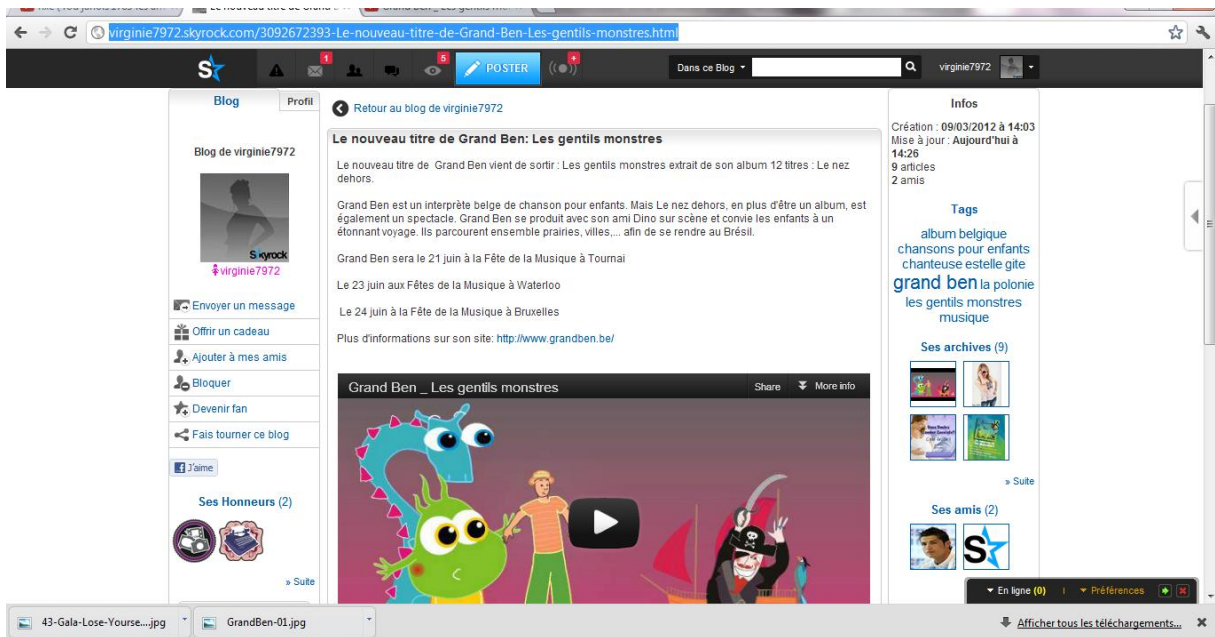 virginie7972.skyrock.com/3092672393-Le-nouveau-titre-de-Grand-Ben-Les-gentils-monstres.html
1
5
POSTER
Dans ce Blog
virginie7972
Blog
Profil
Blog de virginie7972
Skyrock
virginie7972
Envoyer un message
Offrir un cadeau
Ajouter à mes amis
Bloquer
Devenir fan
Fais tourner ce blog
J'aime
Ses Honneurs (2)
» Suite
Retour au blog de virginie7972
Le nouveau titre de Grand Ben: Les gentils monstres
Le nouveau titre de Grand Ben vient de sortir : Les gentils monstres extrait de son album 12 titres : Le nez
dehors.
Grand Ben est un interprète belge de chanson pour enfants. Mais Le nez dehors, en plus d'être un album, est
également un spectacle. Grand Ben se produit avec son ami Dino sur scène et convie les enfants à un
étonnant voyage. Ils parcourent ensemble prairies, villes,... afin de se rendre au Brésil.
Grand Ben sera le 21 juin à la Fête de la Musique à Tournai
Le 23 juin aux Fêtes de la Musique à Waterloo
Le 24 juin à la Fête de la Musique à Bruxelles
Plus d'informations sur son site: http://www.grandben.be/
Grand Ben _ Les gentils monstres
Share
More info
Infos
Création : 09/03/2012 à 14:03
Mise à jour : Aujourd'hui à
14:26
9 articles
2 amis
Tags
album belgique
chansons pour enfants
chanteuse estelle gite
grand ben la polonie
les gentils monstres
musique
Ses archives (9)
» Suite
Ses amis (2)
En ligne (0)
Préférences
43-Gala-Lose-Yourse....jpg
GrandBen-01.jpg
Afficher tous les téléchargements...